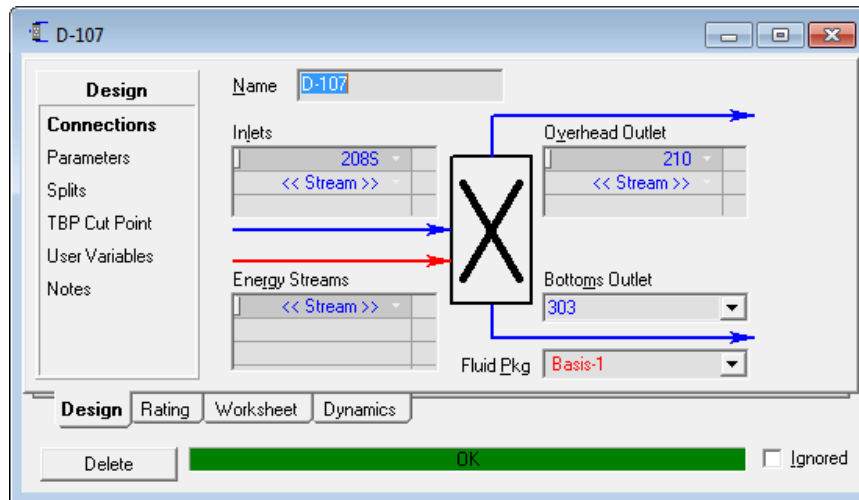 D-107
Design
Connections
Parameters
Splits
TBP Cut Point
User Variables
Notes
Name D-107
Inlets
208S
<< Stream >>
Overhead Outlet
210
<< Stream >>
Energy Streams
<< Stream >>
Bottoms Outlet
303
Fluid Pkg Basis-1
Design Rating Worksheet Dynamics
Delete OK Ignored